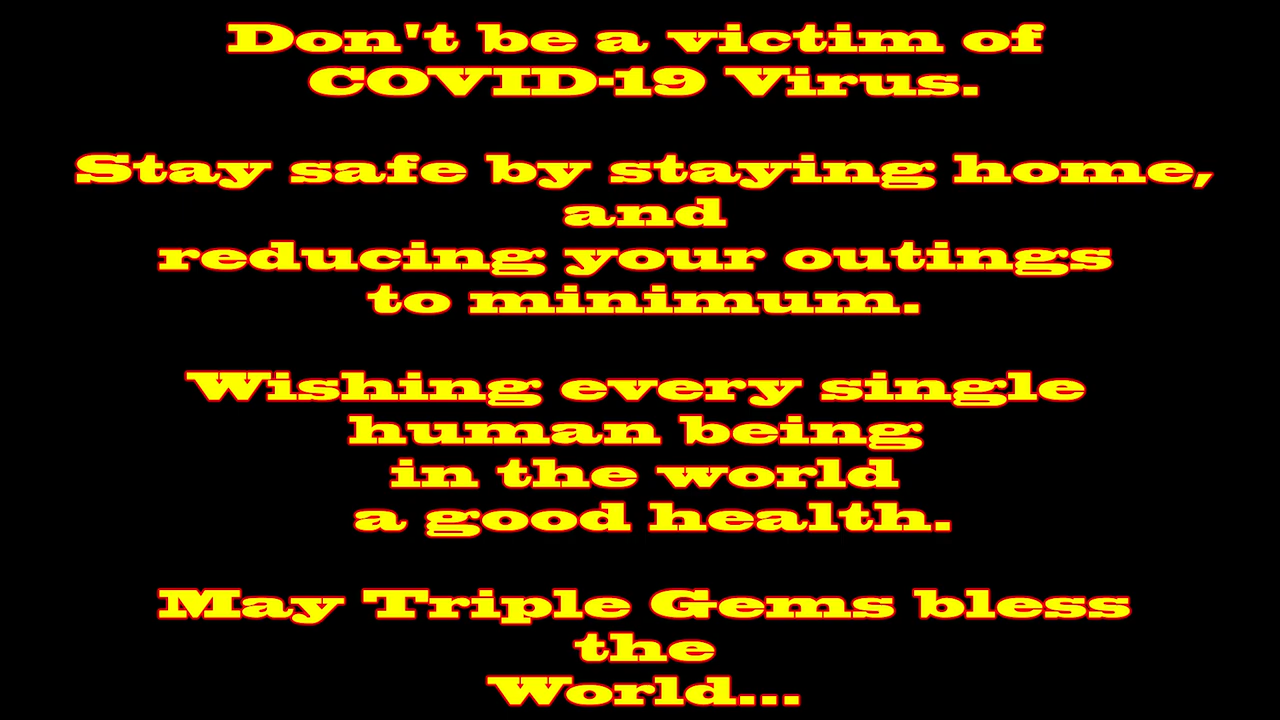 Don't be a victim of
COVID-19 Virus.
Stay safe by staying home,
and
reducing your outings
to minimum.
Wishing every single
human being
in the world
a good health.
May Triple Gems bless
the
World...